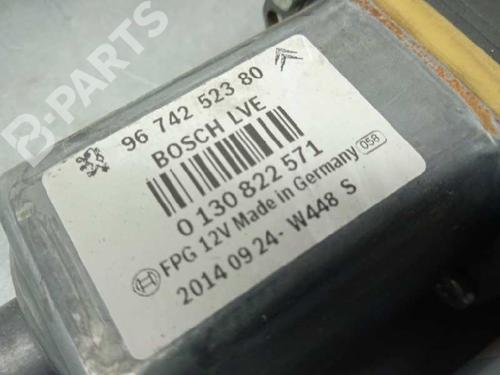 B-PARTS
96 742 523 80
BOSCH LVE
0 130 822 571
FPG 12V Made in Germany 058
2014 09 24- W448 S